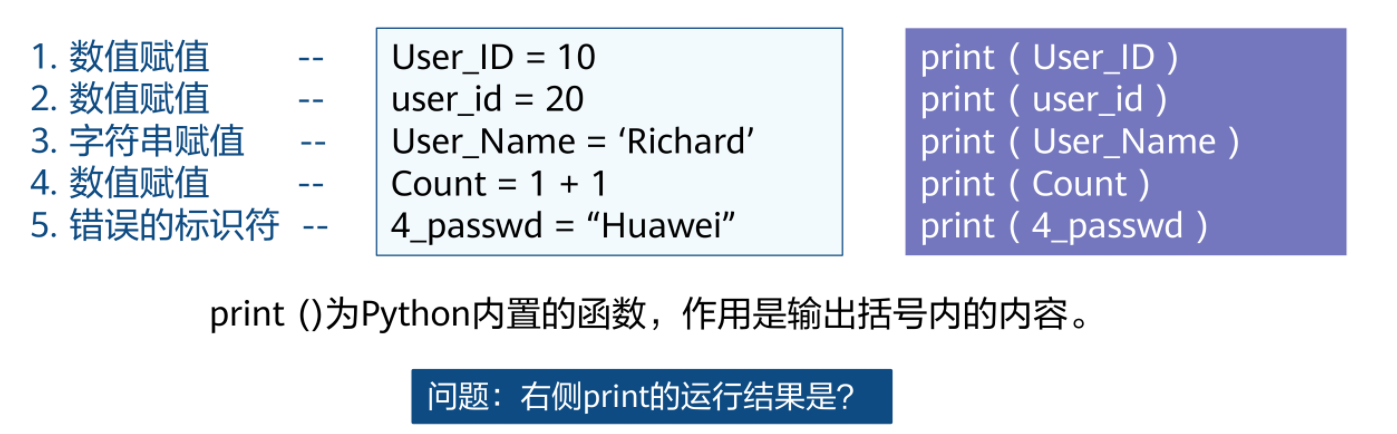 1. 数值赋值 -- User_ID = 10 print ( User_ID )
2. 数值赋值 -- user_id = 20 print ( user_id )
3. 字符串赋值 -- User_Name = ‘Richard’ print ( User_Name )
4. 数值赋值 -- Count = 1 + 1 print ( Count )
5. 错误的标识符 -- 4_passwd = “Huawei” print ( 4_passwd )
print ()为Python内置的函数，作用是输出括号内的内容。
问题：右侧print的运行结果是？